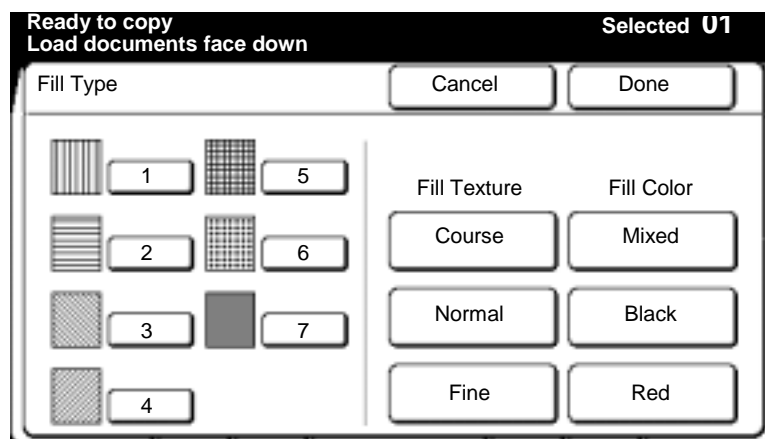 Ready to copy
Selected 01
Load documents face down
Fill Type
Cancel
Done
1
5
2
6
3
7
4
Fill Texture
Fill Color
Course
Mixed
Normal
Black
Fine
Red